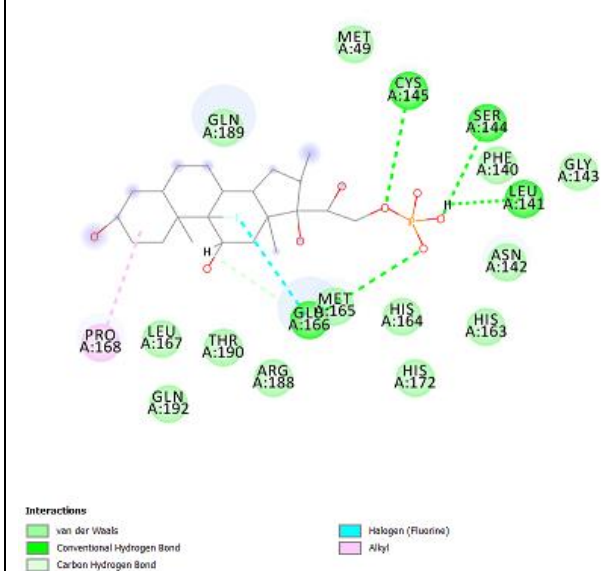 MET
A:49
CYS
A:145
GLN
A:189
SER
A:144
PHE
A:140
GLY
A:143
LEU
A:141
H
P
ASN
A:142
H
MET
A:165
GLU
A:166
HIS
A:164
HIS
A:163
PRO
A:168
LEU
A:167
THR
A:190
ARG
A:188
HIS
A:172
GLN
A:192
Interactions
van der Waals
Conventional Hydrogen Bond
Carbon Hydrogen Bond
Halogen (Fluorine)
Alkyl